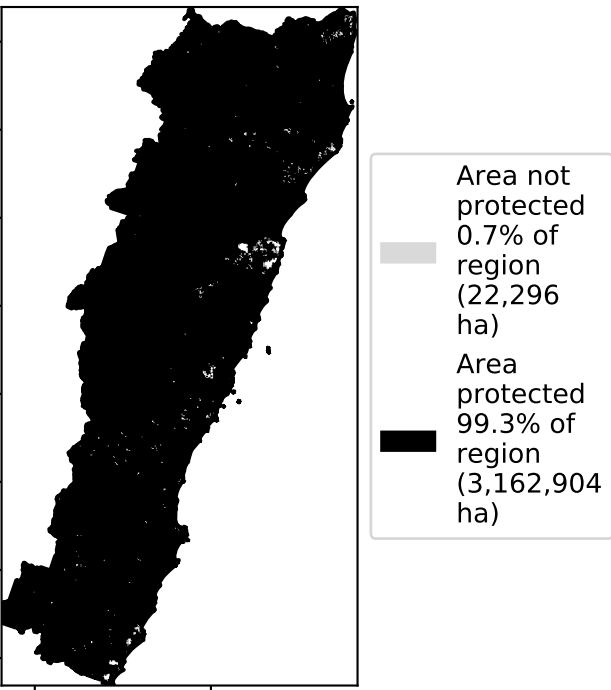 Area not
protected
0.7% of
region
(22,296
ha)
Area
protected
99.3% of
region
(3,162,904
ha)